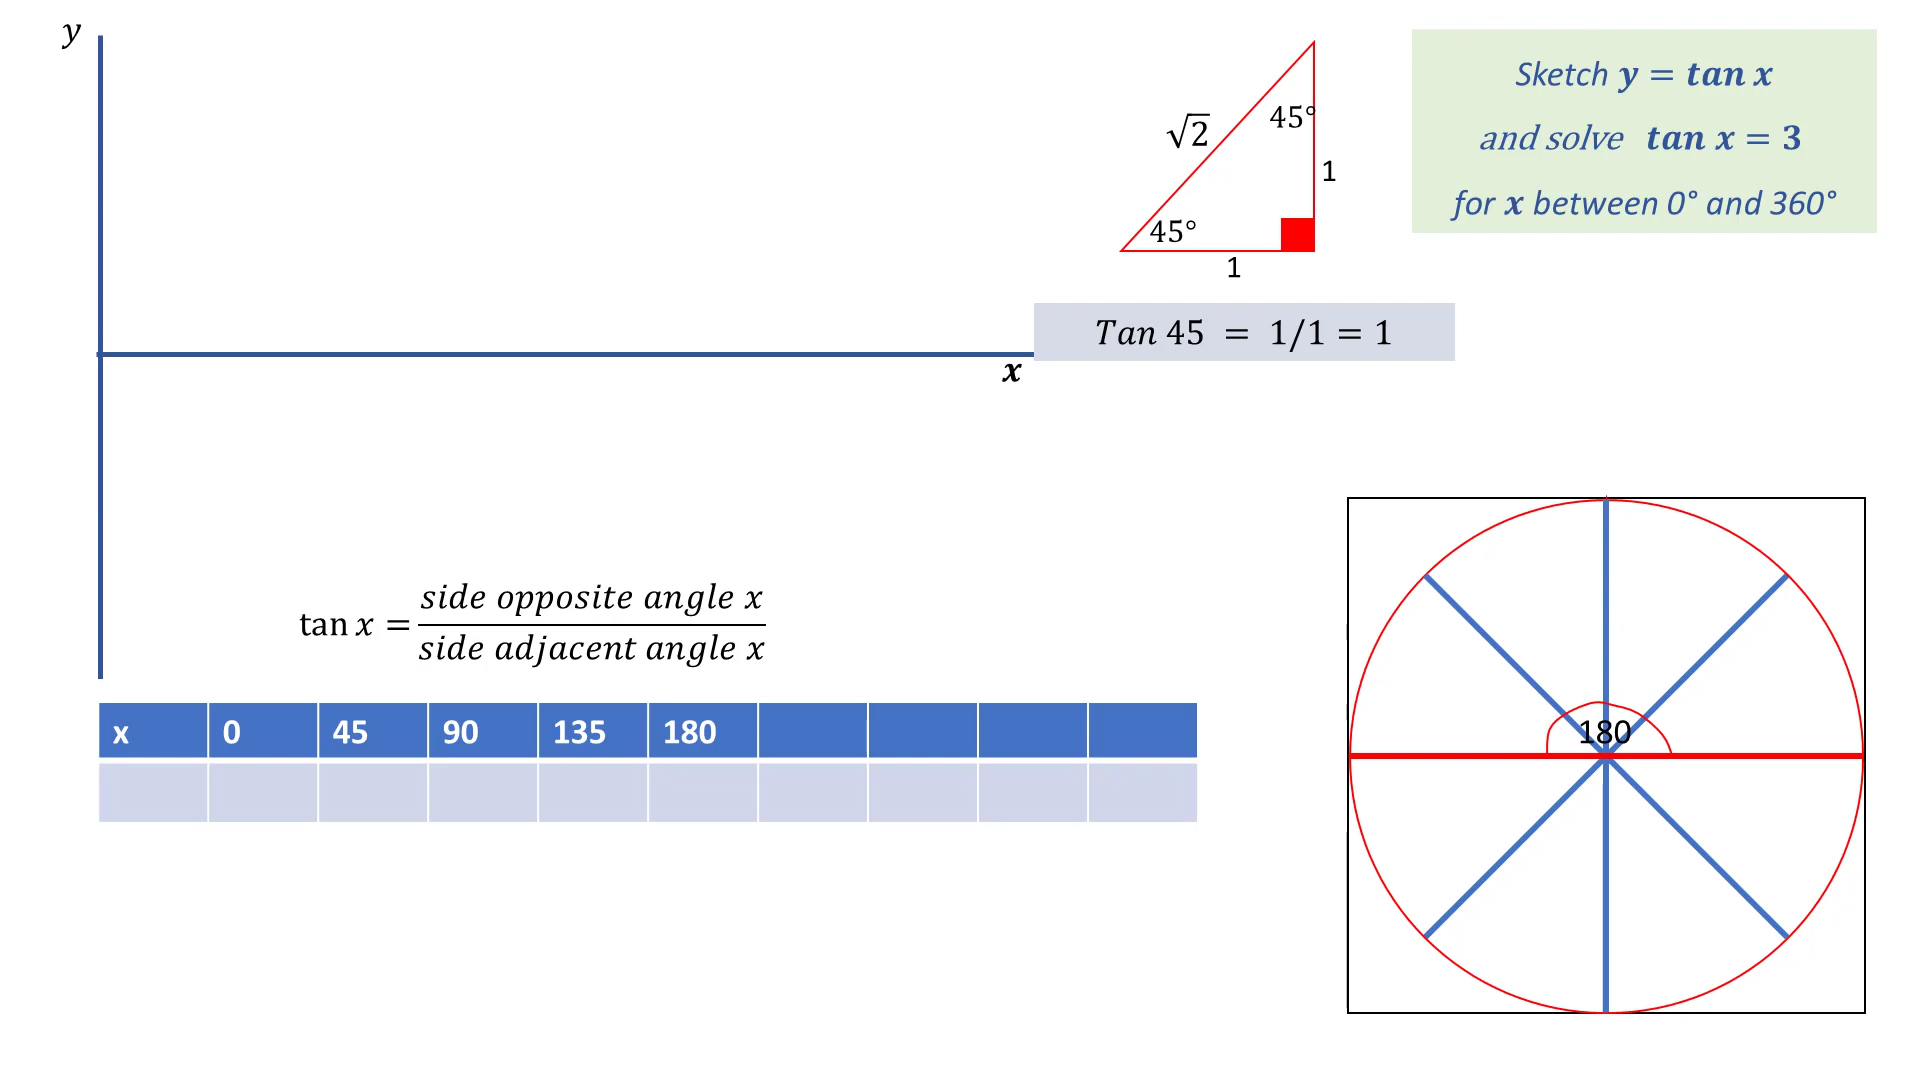 y
√2
45°
1
45°
1
Sketch y = tan x
and solve tan x = 3
for x between 0° and 360°
Tan 45 = 1/1 = 1
x
tan x = side opposite angle x / side adjacent angle x
x 0 45 90 135 180
180